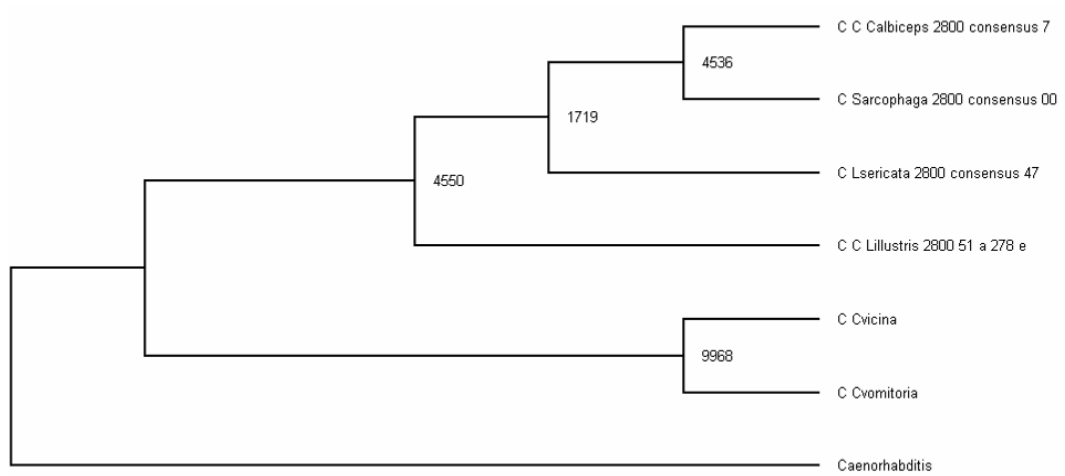 C C Calbiceps 2800 consensus 7
4536
C Sarcophaga 2800 consensus 00
1719
C Lsericata 2800 consensus 47
4550
C C Lillustris 2800 51 a 278 e
C Cvicina
9968
C Cvomitoria
Caenorhabditis